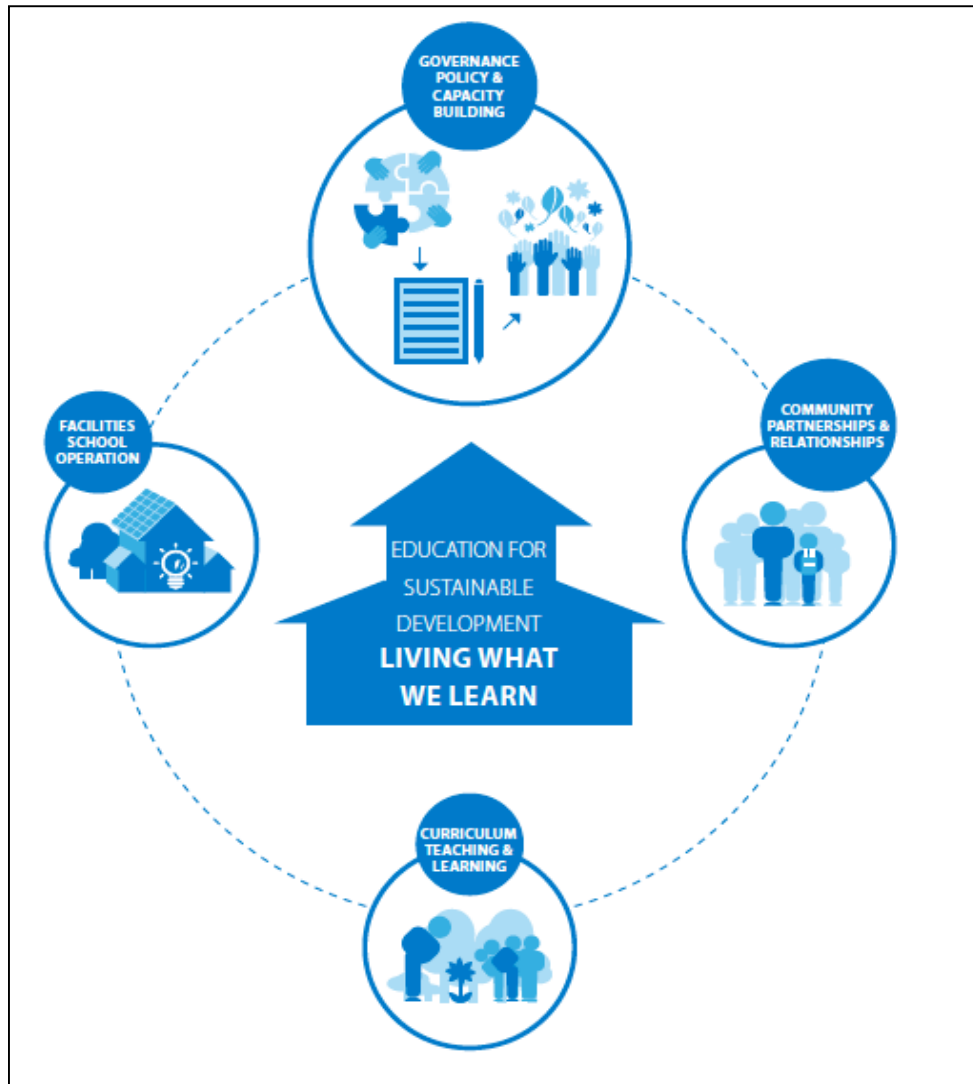 GOVERNANCE
POLICY &
CAPACITY
BUILDING
FACILITIES
SCHOOL
OPERATION
COMMUNITY
PARTNERSHIPS &
RELATIONSHIPS
EDUCATION FOR
SUSTAINABLE
DEVELOPMENT
LIVING WHAT
WE LEARN
CURRICULUM
TEACHING &
LEARNING